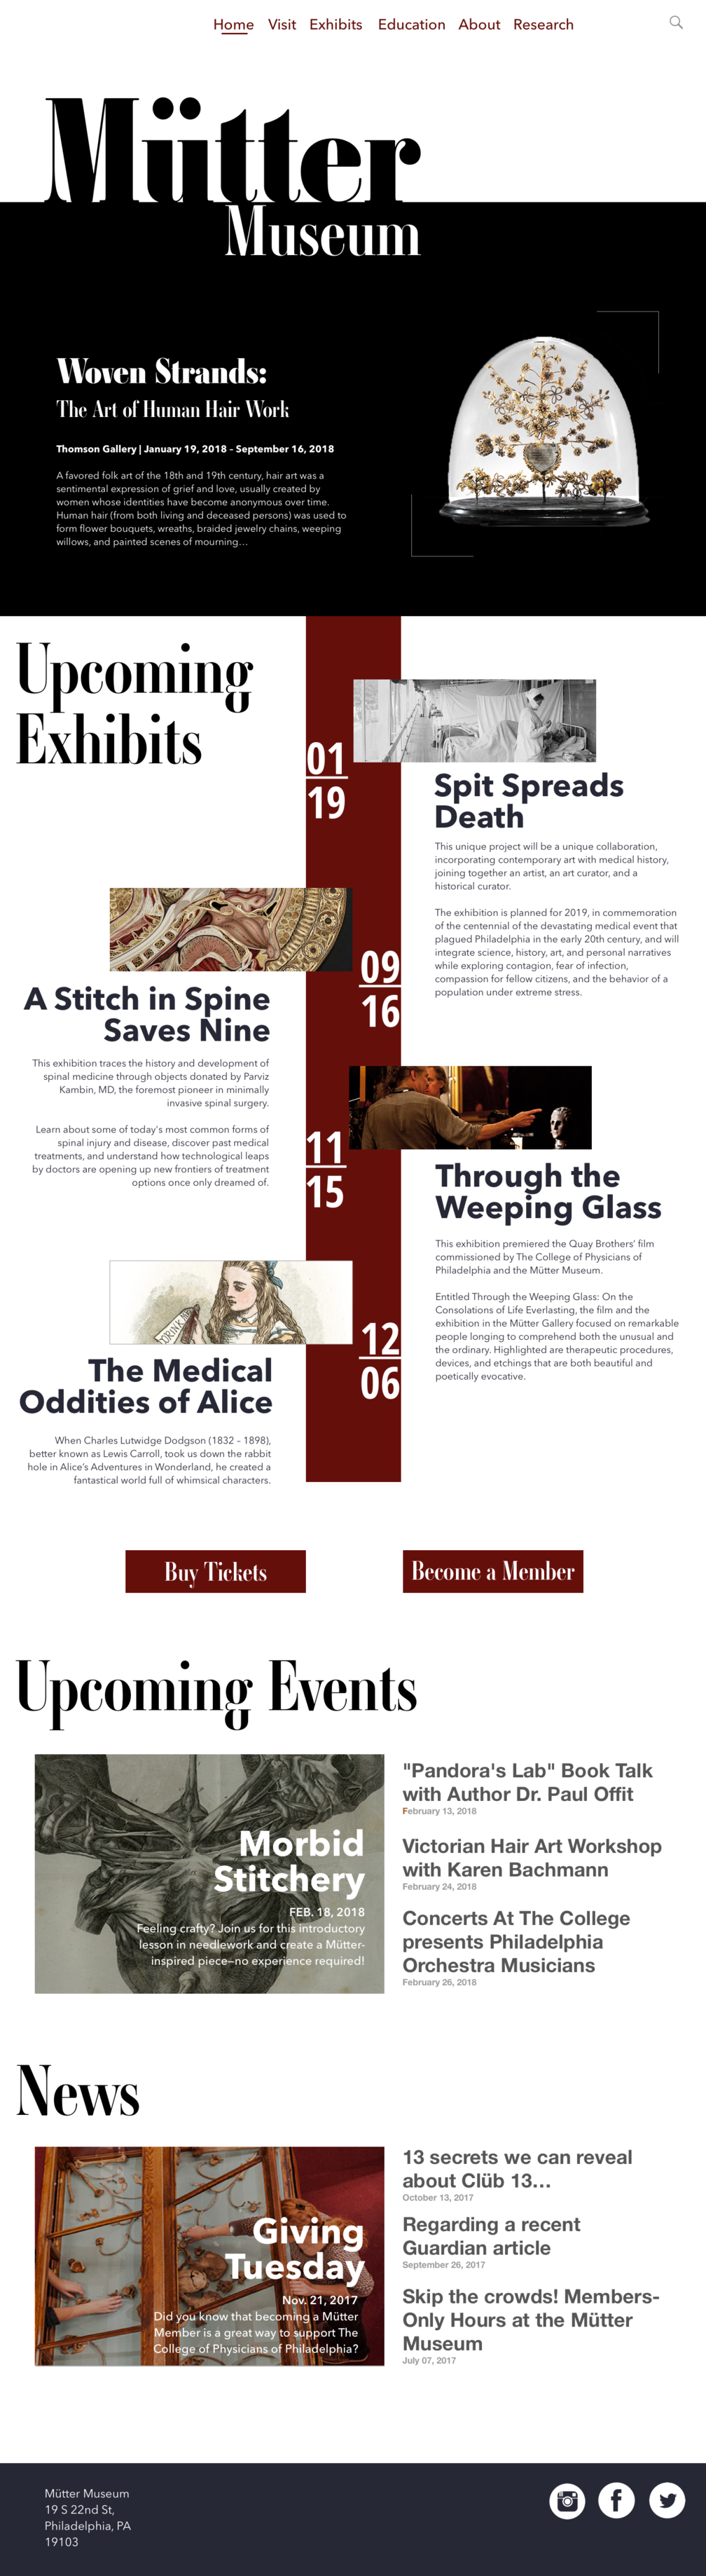 Home Visit Exhibits Education About Research
Mütter
Museum
Woven Strands:
The Art of Human Hair Work
Thomson Gallery | January 19, 2018 – September 16, 2018
A favored folk art of the 18th and 19th century, hair art was a
sentimental expression of grief and love, usually created by
women whose identities have become anonymous over time.
Human hair (from both living and deceased persons) was used to
form flower bouquets, wreaths, braided jewelry chains, weeping
willows, and painted scenes of mourning…
Upcoming
Exhibits
01
19
Spit Spreads
Death
This unique project will be a unique collaboration,
incorporating contemporary art with medical history,
joining together an artist, an art curator, and a
historical curator.
The exhibition is planned for 2019, in commemoration
of the centennial of the devastating medical event that
plagued Philadelphia in the early 20th century, and will
integrate science, history, art, and personal narratives
while exploring contagion, fear of infection,
compassion for fellow citizens, and the behavior of a
population under extreme stress.
09
16
A Stitch in Spine
Saves Nine
This exhibition traces the history and development of
spinal medicine through objects donated by Parviz
Kambin, MD, the foremost pioneer in minimally
invasive spinal surgery.
Learn about some of today's most common forms of
spinal injury and disease, discover past medical
treatments, and understand how technological leaps
by doctors are opening up new frontiers of treatment
options once only dreamed of.
11
15
Through the
Weeping Glass
This exhibition premiered the Quay Brothers' film
commissioned by The College of Physicians of
Philadelphia and the Mütter Museum.
Entitled Through the Weeping Glass: On the
Consolations of Life Everlasting, the film and the
exhibition in the Mütter Gallery focused on remarkable
people longing to comprehend both the unusual and
the ordinary. Highlighted are therapeutic procedures,
devices, and etchings that are both beautiful and
poetically evocative.
DRINK
12
06
The Medical
Oddities of Alice
When Charles Lutwidge Dodgson (1832 – 1898),
better known as Lewis Carroll, took us down the rabbit
hole in Alice's Adventures in Wonderland, he created a
fantastical world full of whimsical characters.
Buy Tickets
Become a Member
Upcoming Events
Morbid
Stitchery
FEB. 18, 2018
Feeling crafty? Join us for this introductory
lesson in needlework and create a Mütter-
inspired piece—no experience required!
"Pandora's Lab" Book Talk
with Author Dr. Paul Offit
February 13, 2018
Victorian Hair Art Workshop
with Karen Bachmann
February 24, 2018
Concerts At The College
presents Philadelphia
Orchestra Musicians
February 26, 2018
News
Giving
Tuesday
Nov. 21, 2017
Did you know that becoming a Mütter
Member is a great way to support The
College of Physicians of Philadelphia?
13 secrets we can reveal
about Clüb 13…
October 13, 2017
Regarding a recent
Guardian article
September 26, 2017
Skip the crowds! Members-
Only Hours at the Mütter
Museum
July 07, 2017
Mütter Museum
19 S 22nd St,
Philadelphia, PA
19103